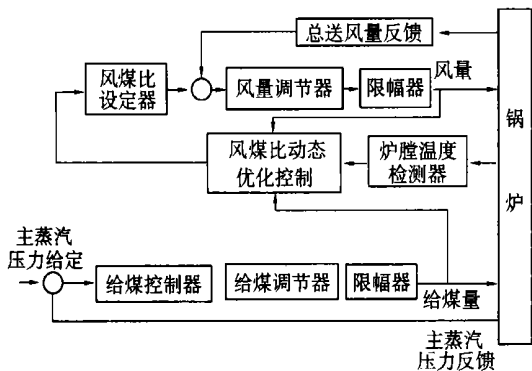 总送风量反馈
风煤比
设定器
风量调节器
限幅器
风量
锅
炉
风煤比动态
优化控制
炉膛温度
检测器
主蒸汽
压力给定
给煤控制器
给煤调节器
限幅器
给煤量
主蒸汽
压力反馈